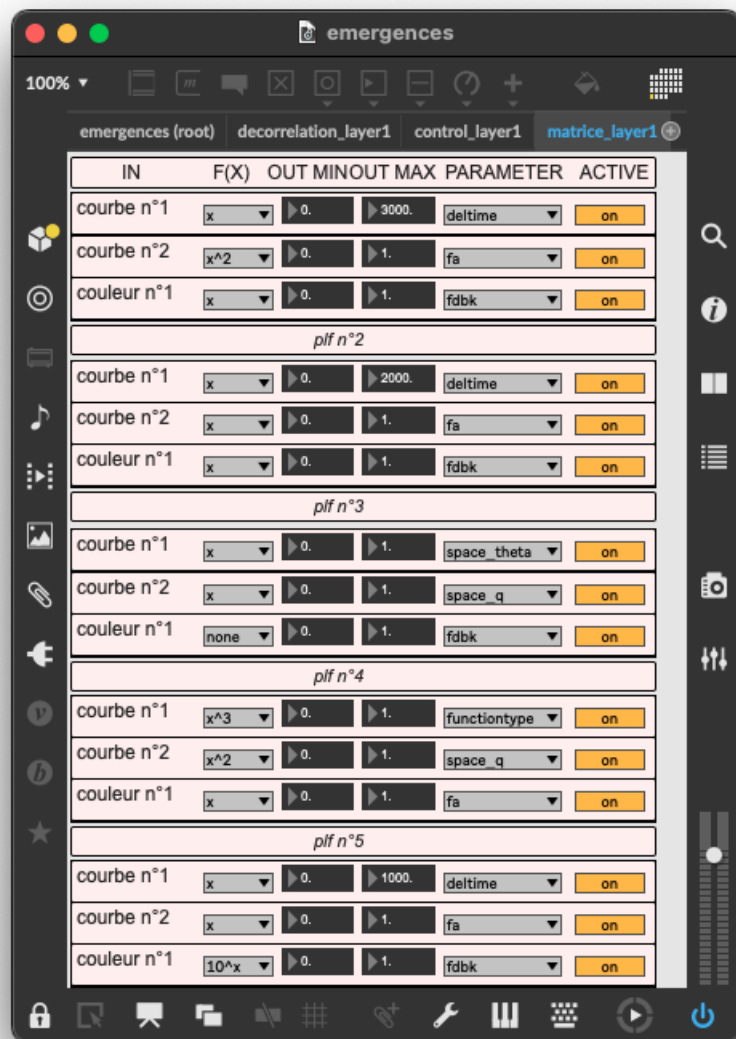 emergences
100%
emergences (root) decorrelation_layer1 control_layer1 matrice_layer1
IN F(X) OUT MIN OUT MAX PARAMETER ACTIVE
courbe n°1 x 0. 3000. deltime on
courbe n°2 x^2 0. 1. fa on
couleur n°1 x 0. 1. fdbk on
plf n°2
courbe n°1 x 0. 2000. deltime on
courbe n°2 x 0. 1. fa on
couleur n°1 x 0. 1. fdbk on
plf n°3
courbe n°1 x 0. 1. space_theta on
courbe n°2 x 0. 1. space_q on
couleur n°1 none 0. 1. fdbk on
plf n°4
courbe n°1 x^3 0. 1. functiontype on
courbe n°2 x^2 0. 1. space_q on
couleur n°1 x 0. 1. fa on
plf n°5
courbe n°1 x 0. 1000. deltime on
courbe n°2 x 0. 1. fa on
couleur n°1 10^x 0. 1. fdbk on